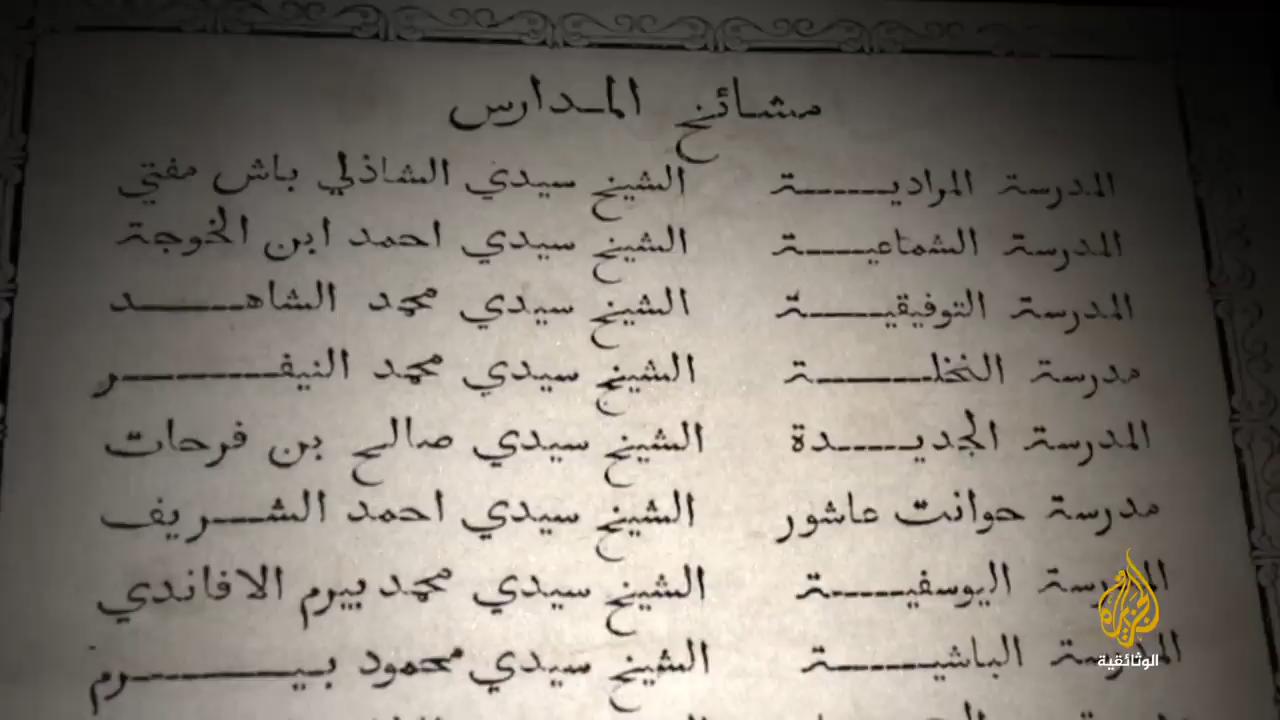 مشائخ المدارس
المدرسة المرادية الشيخ سيدي الشاذلي باش مفتي
المدرسة الشماعية الشيخ سيدي احمد ابن الخوجة
المدرسة التوفيقية الشيخ سيدي محمد الشاهد
مدرسة النخلة الشيخ سيدي محمد النيفر
المدرسة الجديدة الشيخ سيدي صالح بن فرحات
مدرسة حوانت عاشور الشيخ سيدي احمد الشريف
المدرسة اليوسفية الشيخ سيدي محمد بيرم الافاندي
المدرسة الباشية الشيخ سيدي محمود بيرم
الجزيرة
الوثائقية